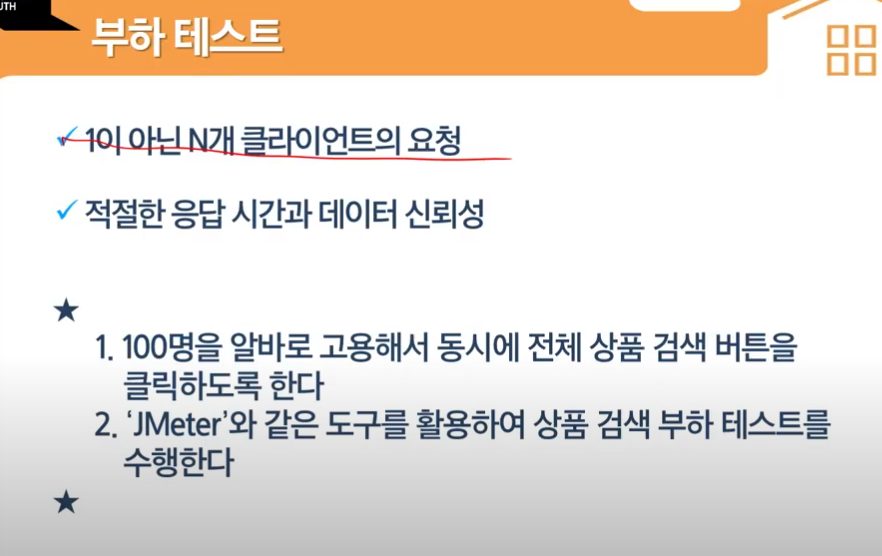 UTH
부하 테스트
1이 아닌 N개 클라이언트의 요청
적절한 응답 시간과 데이터 신뢰성
1. 100명을 알바로 고용해서 동시에 전체 상품 검색 버튼을
클릭하도록 한다
2. ‘JMeter’와 같은 도구를 활용하여 상품 검색 부하 테스트를
수행한다